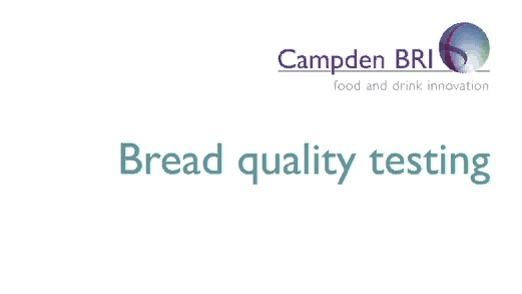 Campden BRI
food and drink innovation
Bread quality testing